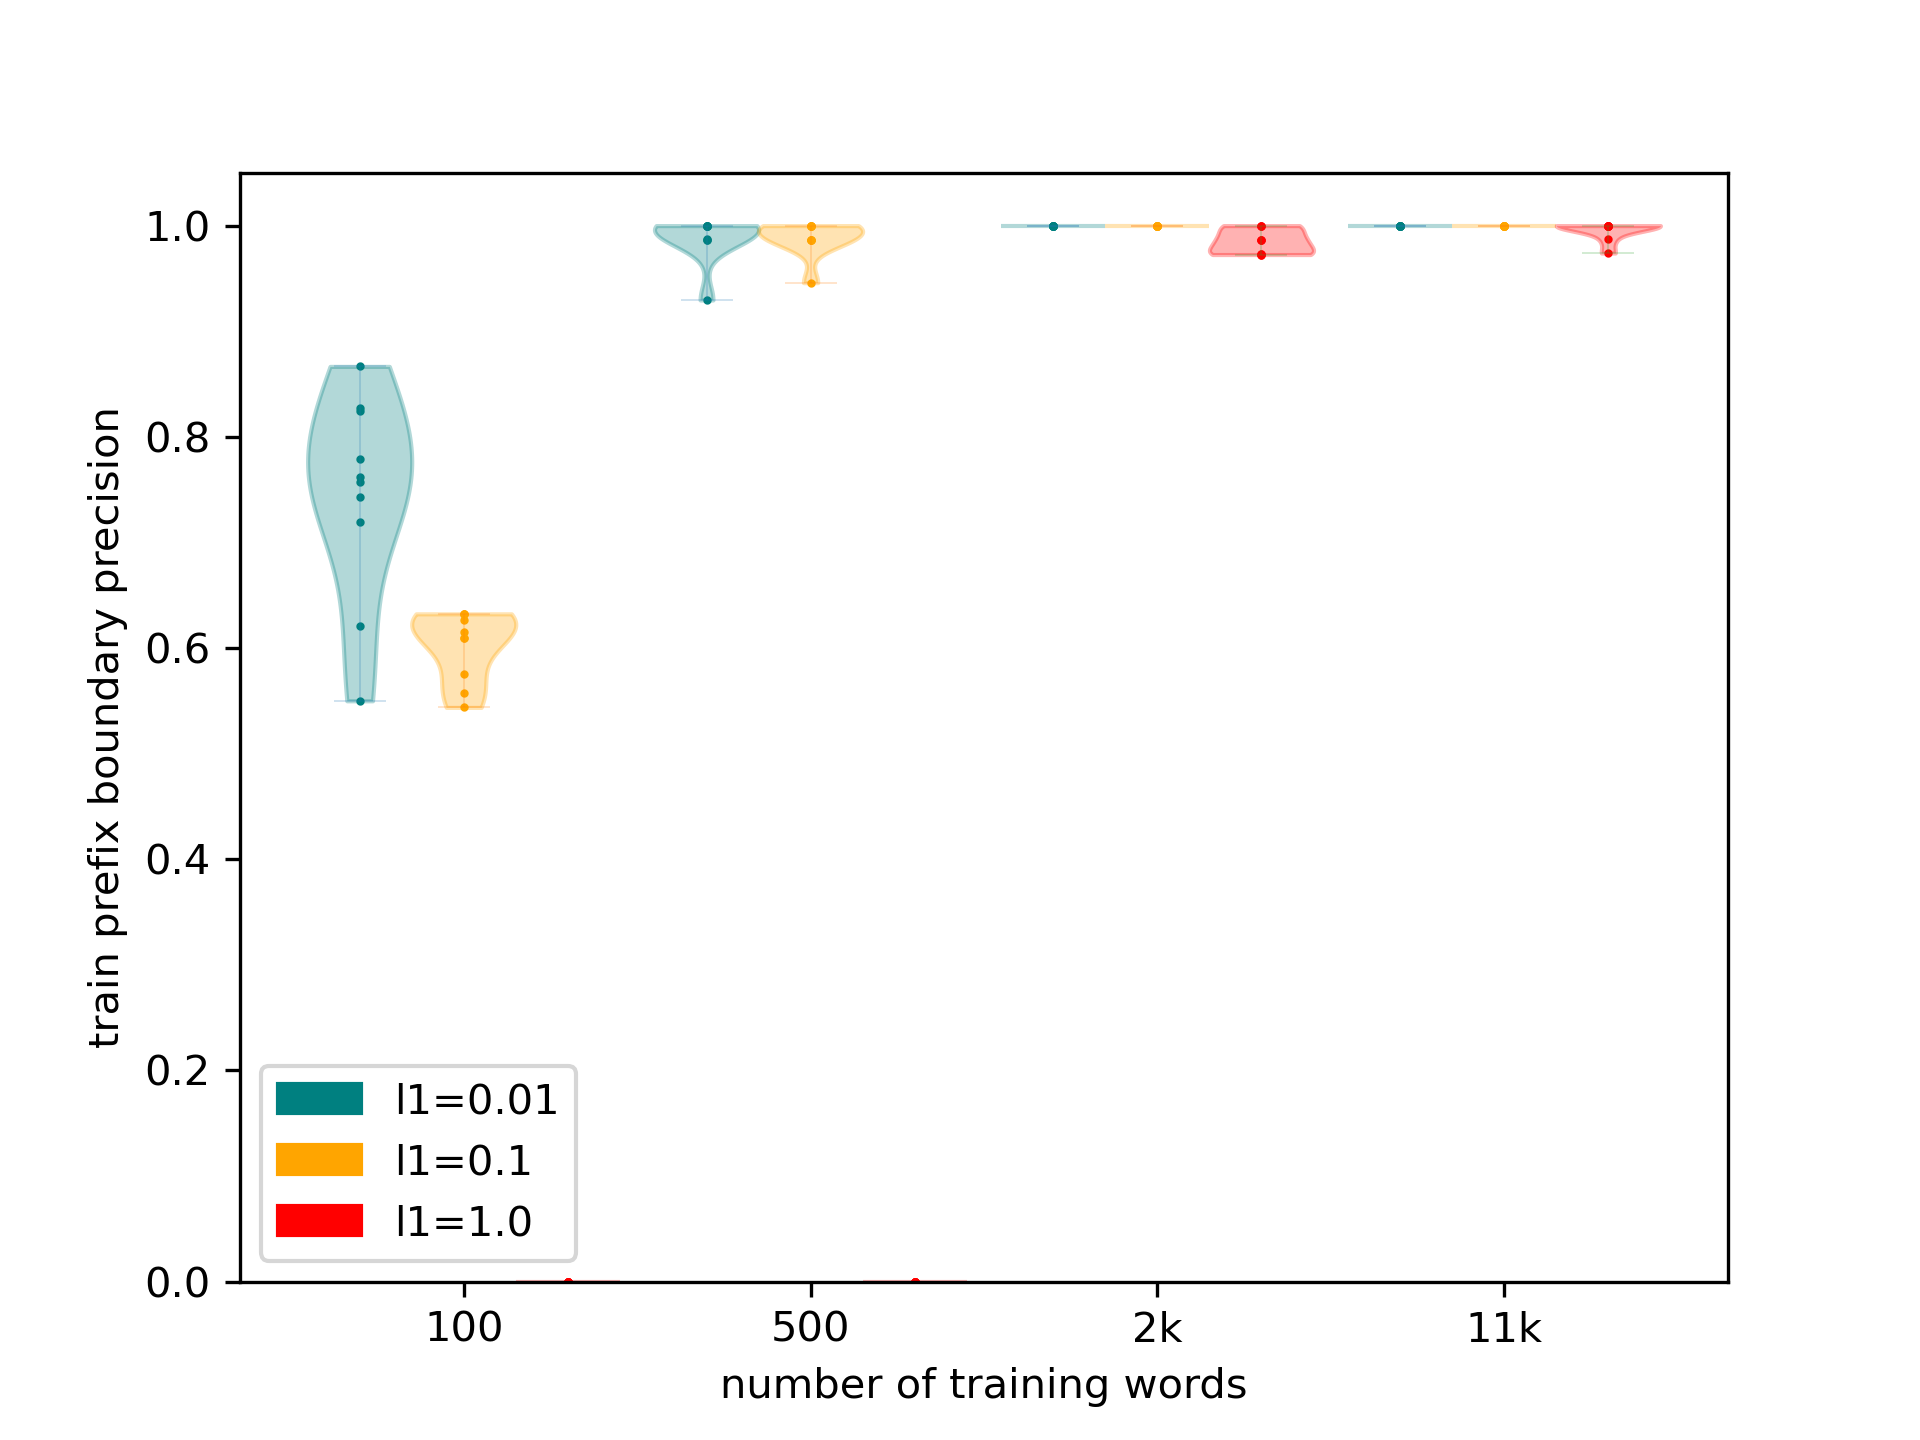 1.0
0.8
0.6
0.4
0.2
0.0
train prefix boundary precision
l1=0.01
l1=0.1
l1=1.0
100 500 2k 11k
number of training words